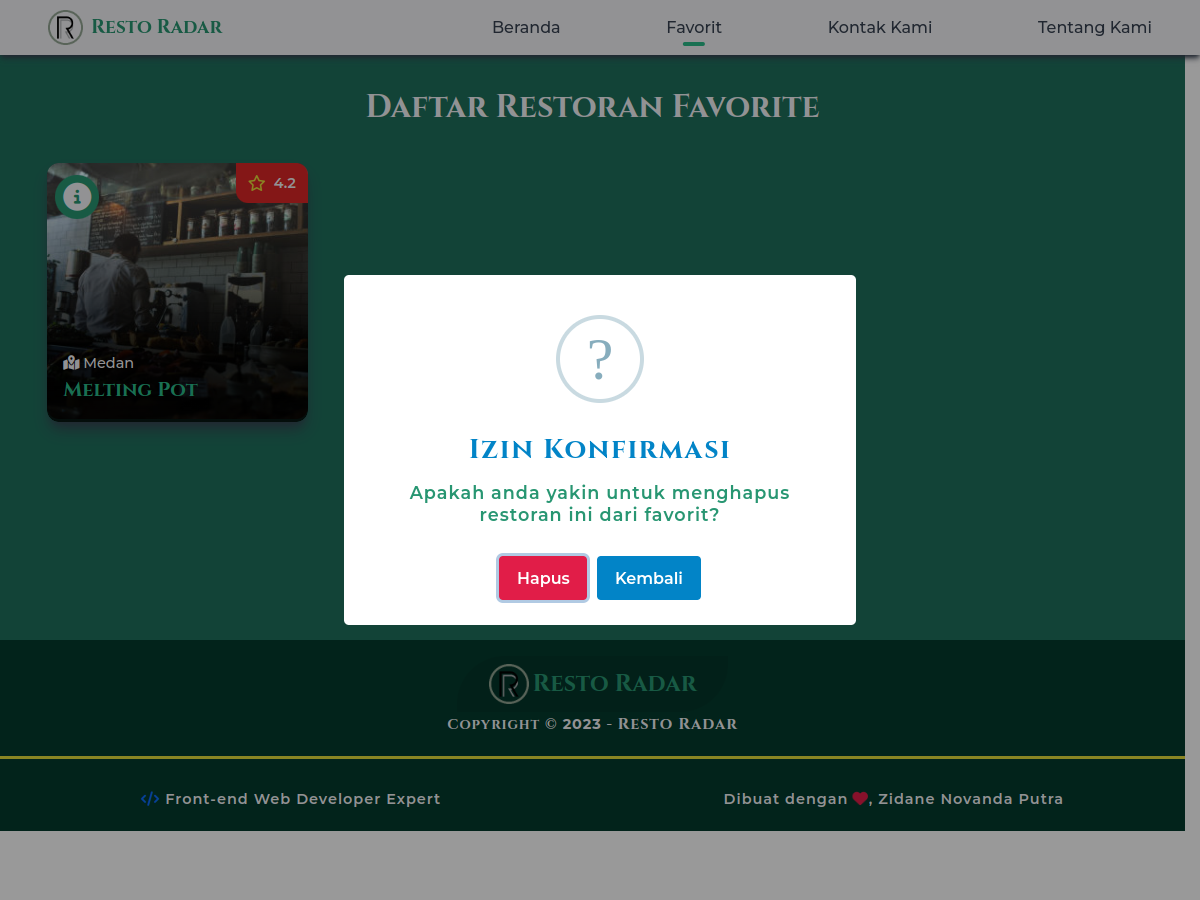 Resto Radar
Beranda
Favorit
Kontak Kami
Tentang Kami
Daftar Restoran Favorite
4.2
Medan
Melting Pot
?
Izin Konfirmasi
Apakah anda yakin untuk menghapus
restoran ini dari favorit?
Hapus
Kembali
Resto Radar
Copyright © 2023 - Resto Radar
</> Front-end Web Developer Expert
Dibuat dengan ❤, Zidane Novanda Putra